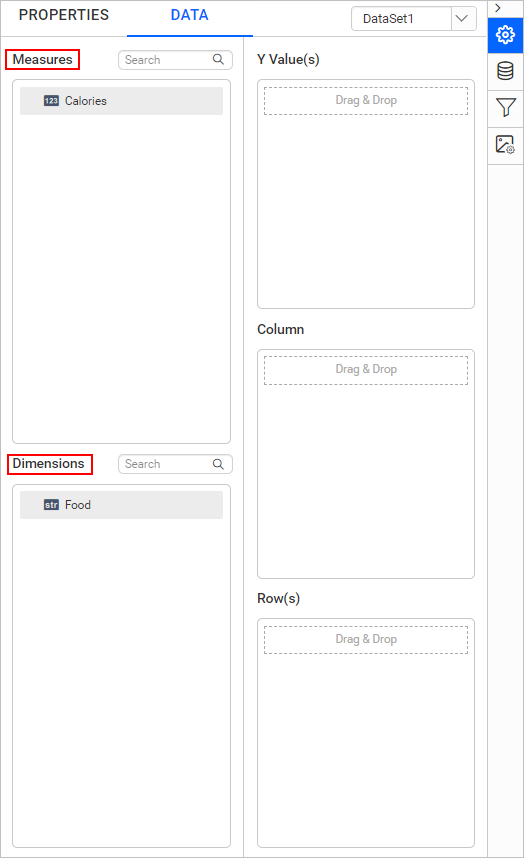 PROPERTIES
DATA
DataSet1
Measures
Search
123 Calories
Dimensions
Search
str Food
Y Value(s)
Drag & Drop
Column
Drag & Drop
Row(s)
Drag & Drop